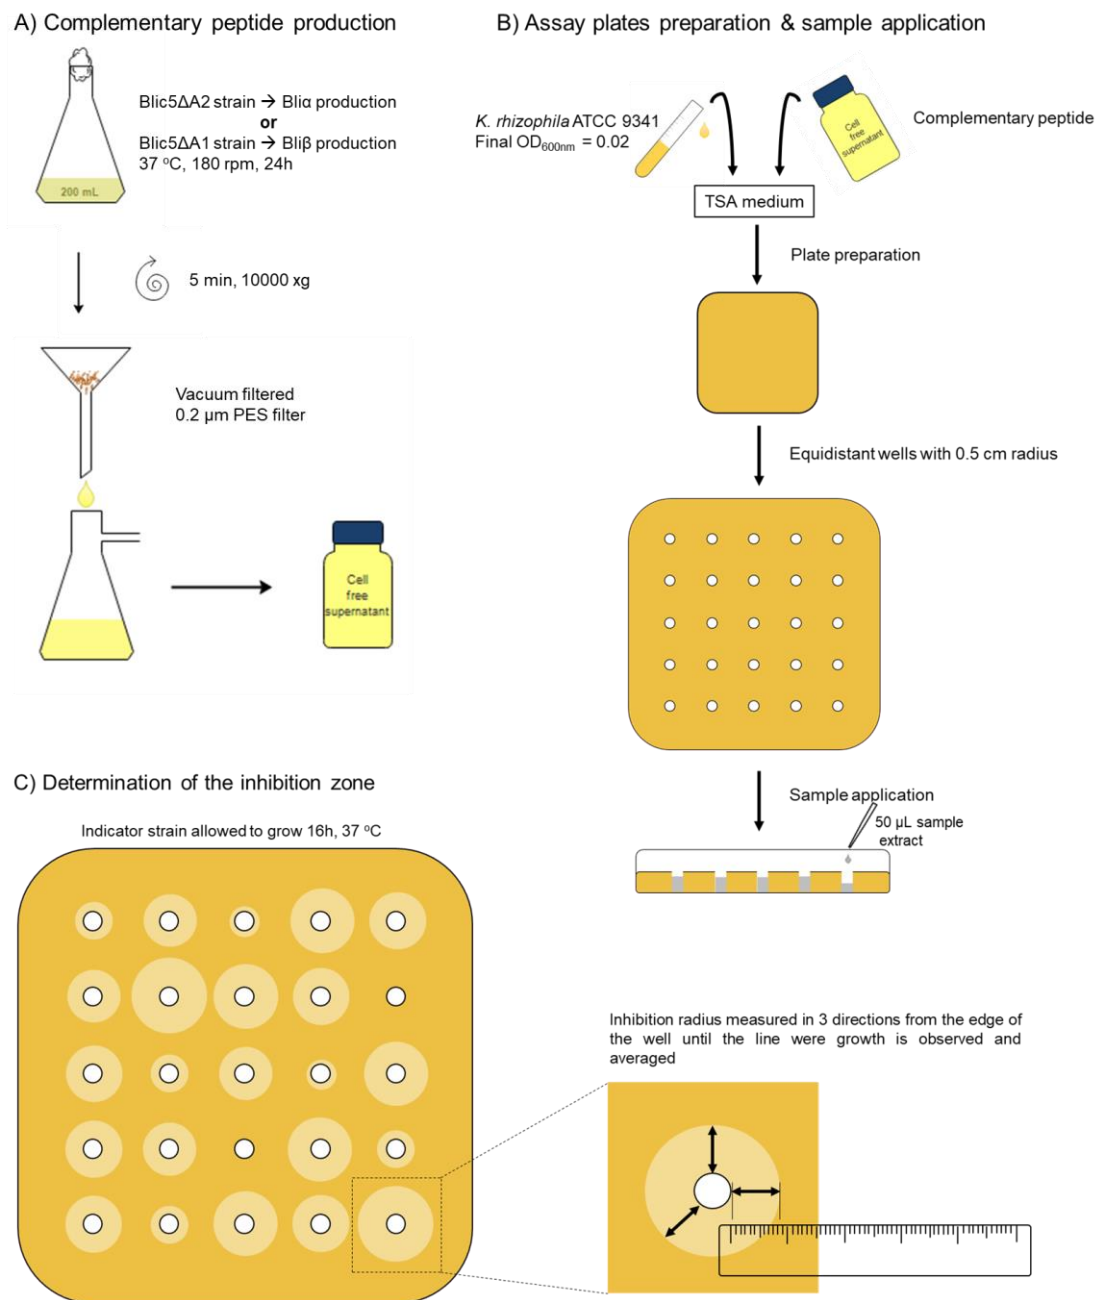 A) Complementary peptide production
Blic5ΔA2 strain → Bliα production
or
Blic5ΔA1 strain → Bliβ production
37 ºC, 180 rpm, 24h
200 mL
5 min, 10000 xg
Vacuum filtered
0.2 µm PES filter
Cell
free
supernatant
B) Assay plates preparation & sample application
K. rhizophila ATCC 9341
Final OD600nm = 0.02
Cell
free
supernatant
Complementary peptide
TSA medium
Plate preparation
Equidistant wells with 0.5 cm radius
Sample application
50 µL sample
extract
C) Determination of the inhibition zone
Indicator strain allowed to grow 16h, 37 ºC
Inhibition radius measured in 3 directions from the edge of
the well until the line were growth is observed and
averaged